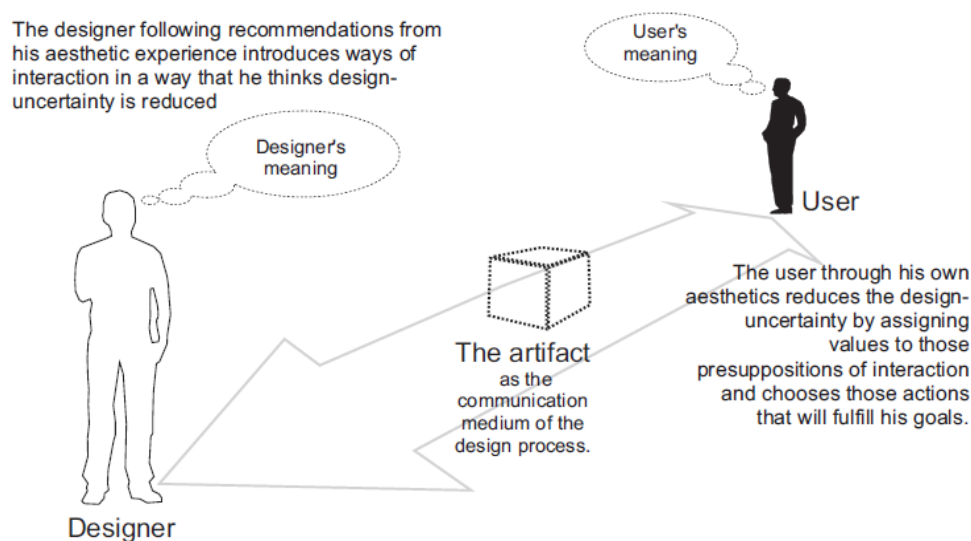 The designer following recommendations from
his aesthetic experience introduces ways of
interaction in a way that he thinks design-
uncertainty is reduced
User's
meaning
Designer's
meaning
User
The artifact
as the
communication
medium of the
design process.
The user through his own
aesthetics reduces the design-
uncertainty by assigning
values to those
presuppositions of interaction
and chooses those actions
that will fulfill his goals.
Designer